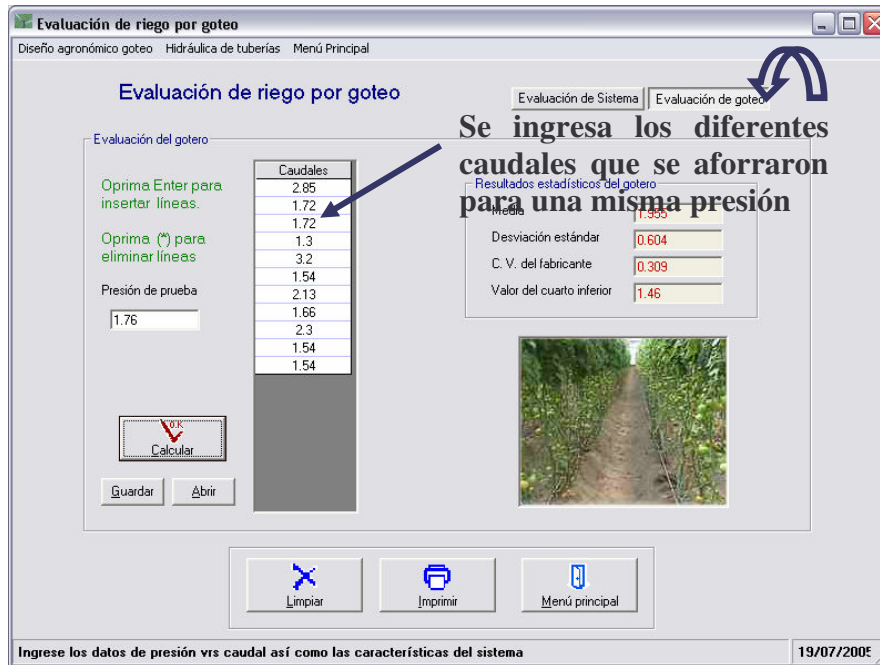 Evaluación de riego por goteo
Diseño agronómico goteo Hidráulica de tuberías Menú Principal
Evaluación de riego por goteo
Evaluación de Sistema Evaluación de goteo
Se ingresa los diferentes
caudales que se aforraron
para una misma presión
Evaluación del gotero
Oprima Enter para
insertar líneas.
Oprima (*) para
eliminar líneas
Presión de prueba
1.76
Caudales
2.85
1.72
1.72
1.3
3.2
1.54
2.13
1.66
2.3
1.54
1.54
Resultados estadísticos del gotero
Media 1.955
Desviación estándar 0.604
C. V. del fabricante 0.309
Valor del cuarto inferior 1.46
O.K
Calcular
Guardar Abrir
Limpiar Imprimir Menú principal
Ingrese los datos de presión vrs caudal así como las características del sistema 19/07/2005